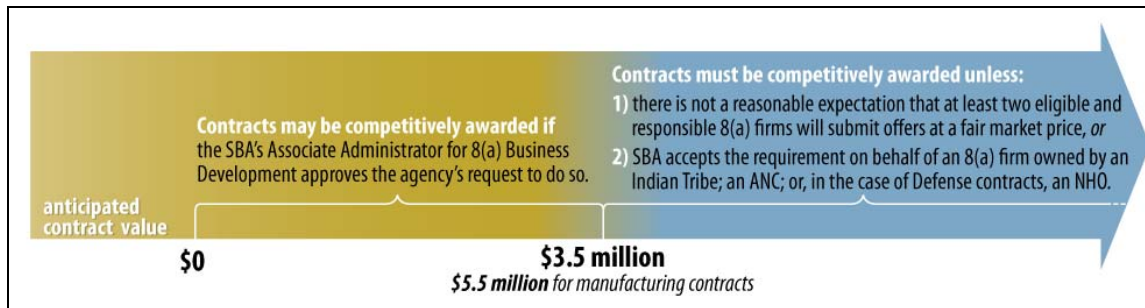 Contracts must be competitively awarded unless:
1) there is not a reasonable expectation that at least two eligible and
responsible 8(a) firms will submit offers at a fair market price, or
2) SBA accepts the requirement on behalf of an 8(a) firm owned by an
Indian Tribe; an ANC; or, in the case of Defense contracts, an NHO.
Contracts may be competitively awarded if
the SBA's Associate Administrator for 8(a) Business
Development approves the agency's request to do so.
anticipated
contract value
$0
$3.5 million
$5.5 million for manufacturing contracts